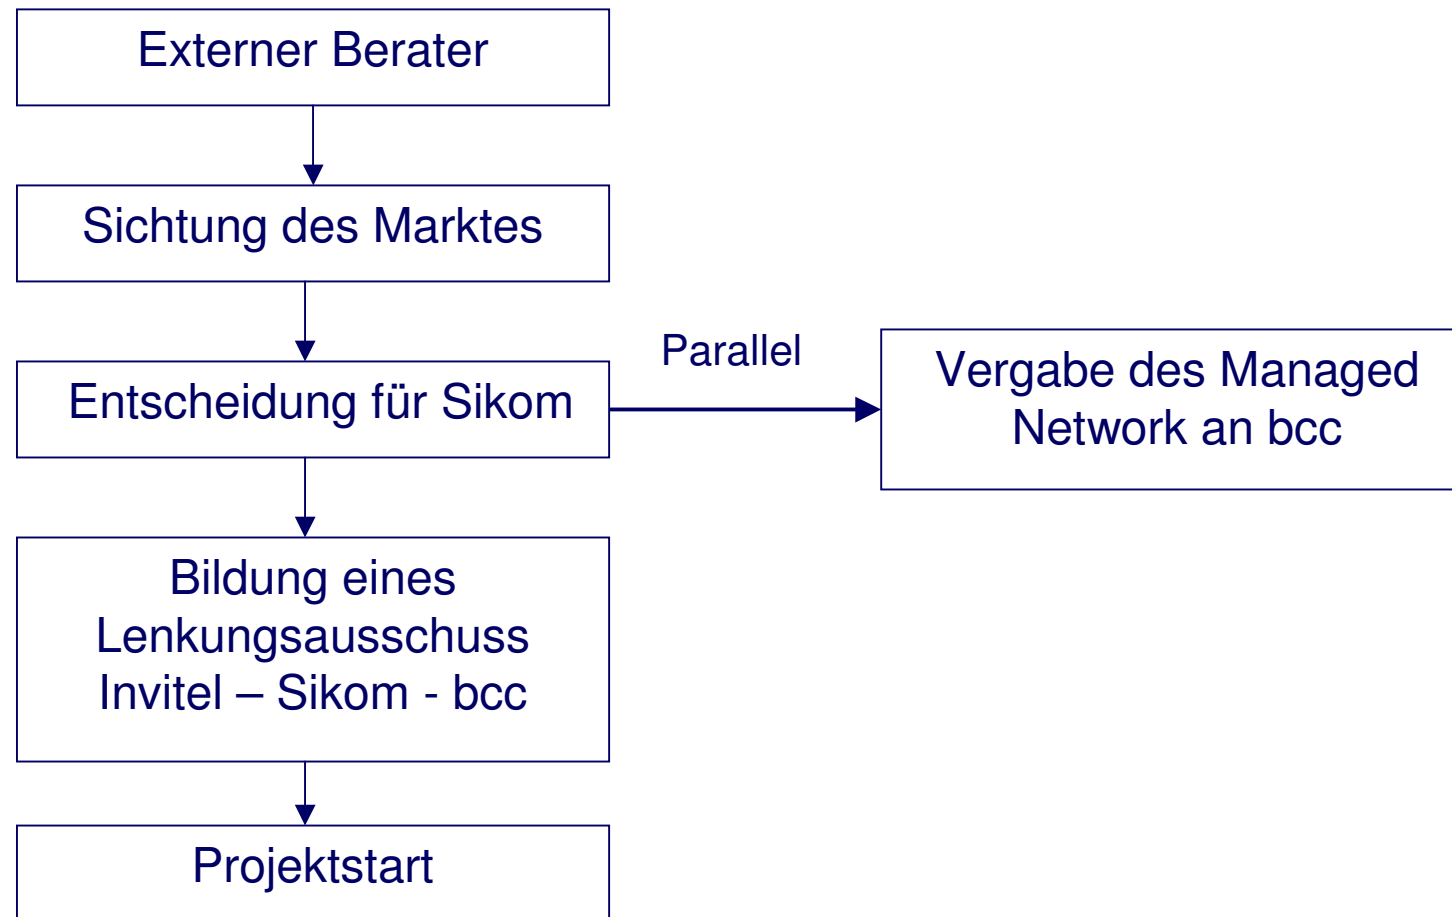 Externer Berater
Sichtung des Marktes
Entscheidung für Sikom
Parallel
Vergabe des Managed
Network an bcc
Bildung eines
Lenkungsausschuss
Invitel – Sikom - bcc
Projektstart